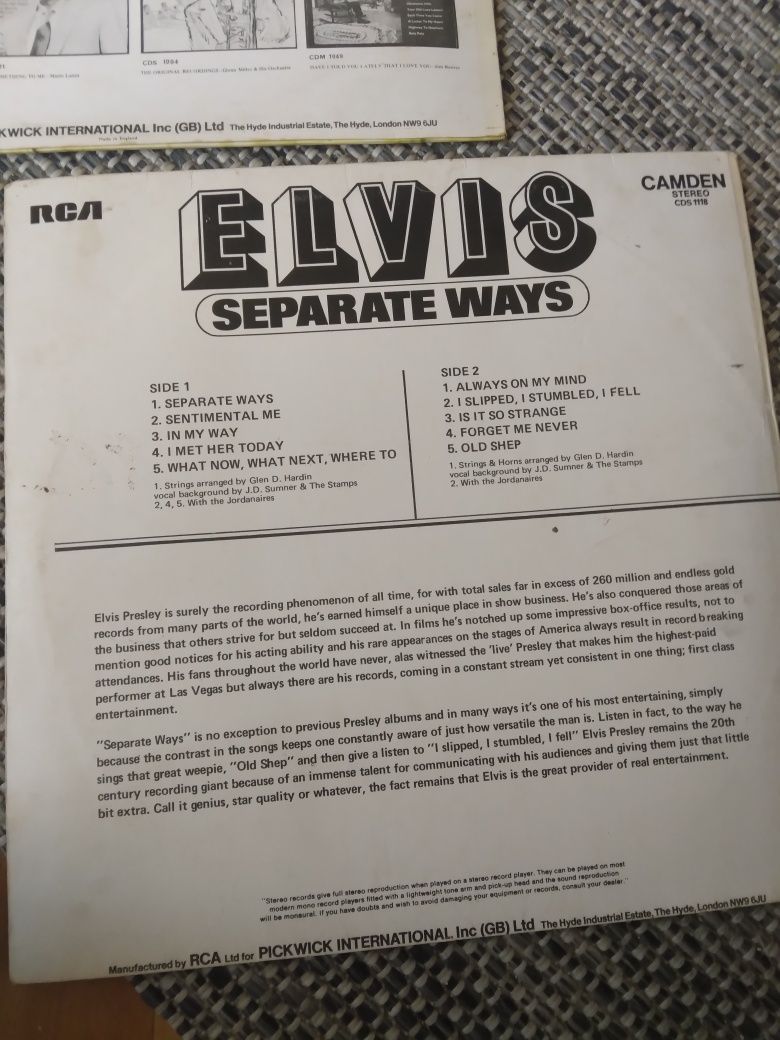 CDS 1084
CDM 1049
THE ORIGINAL RECORDINGS-Glenn Miller & His Orchestra
HAVE I TOLD YOU LATELY THAT I LOVE YOU-Jim Reeves
PICKWICK INTERNATIONAL Inc (GB) Ltd The Hyde Industrial Estate, The Hyde, London NW9 6JU
Made in England
RCA
ELVIS
SEPARATE WAYS
CAMDEN
STEREO
CDS 1118
SIDE 1
1. SEPARATE WAYS
2. SENTIMENTAL ME
3. IN MY WAY
4. I MET HER TODAY
5. WHAT NOW, WHAT NEXT, WHERE TO
1. Strings arranged by Glen D. Hardin
vocal background by J.D. Sumner & The Stamps
2, 4, 5. With the Jordanaires
SIDE 2
1. ALWAYS ON MY MIND
2. I SLIPPED, I STUMBLED, I FELL
3. IS IT SO STRANGE
4. FORGET ME NEVER
5. OLD SHEP
1. Strings & Horns arranged by Glen D. Hardin
vocal background by J.D. Sumner & The Stamps
2. With the Jordanaires
Elvis Presley is surely the recording phenomenon of all time, for with total sales far in excess of 260 million and endless gold
records from many parts of the world, he's earned himself a unique place in show business. He's also conquered those areas of
the business that others strive for but seldom succeed at. In films he's notched up some impressive box-office results, not to
mention good notices for his acting ability and his rare appearances on the stages of America always result in record breaking
attendances. His fans throughout the world have never, alas witnessed the 'live' Presley that makes him the highest-paid
performer at Las Vegas but always there are his records, coming in a constant stream yet consistent in one thing; first class
entertainment.
"Separate Ways" is no exception to previous Presley albums and in many ways it's one of his most entertaining, simply
because the contrast in the songs keeps one constantly aware of just how versatile the man is. Listen in fact, to the way he
sings that great weepie, "Old Shep" and then give a listen to "I slipped, I stumbled, I fell" Elvis Presley remains the 20th
century recording giant because of an immense talent for communicating with his audiences and giving them just that little
bit extra. Call it genius, star quality or whatever, the fact remains that Elvis is the great provider of real entertainment.
"Stereo records give full stereo reproduction when played on a stereo record player. They can be played on most
modern mono record players fitted with a lightweight tone arm and pick-up head and the sound reproduction
will be monaural. If you have doubts and wish to avoid damaging your equipment or records, consult your dealer."
Manufactured by RCA Ltd for PICKWICK INTERNATIONAL Inc (GB) Ltd The Hyde Industrial Estate, The Hyde, London NW9 6JU